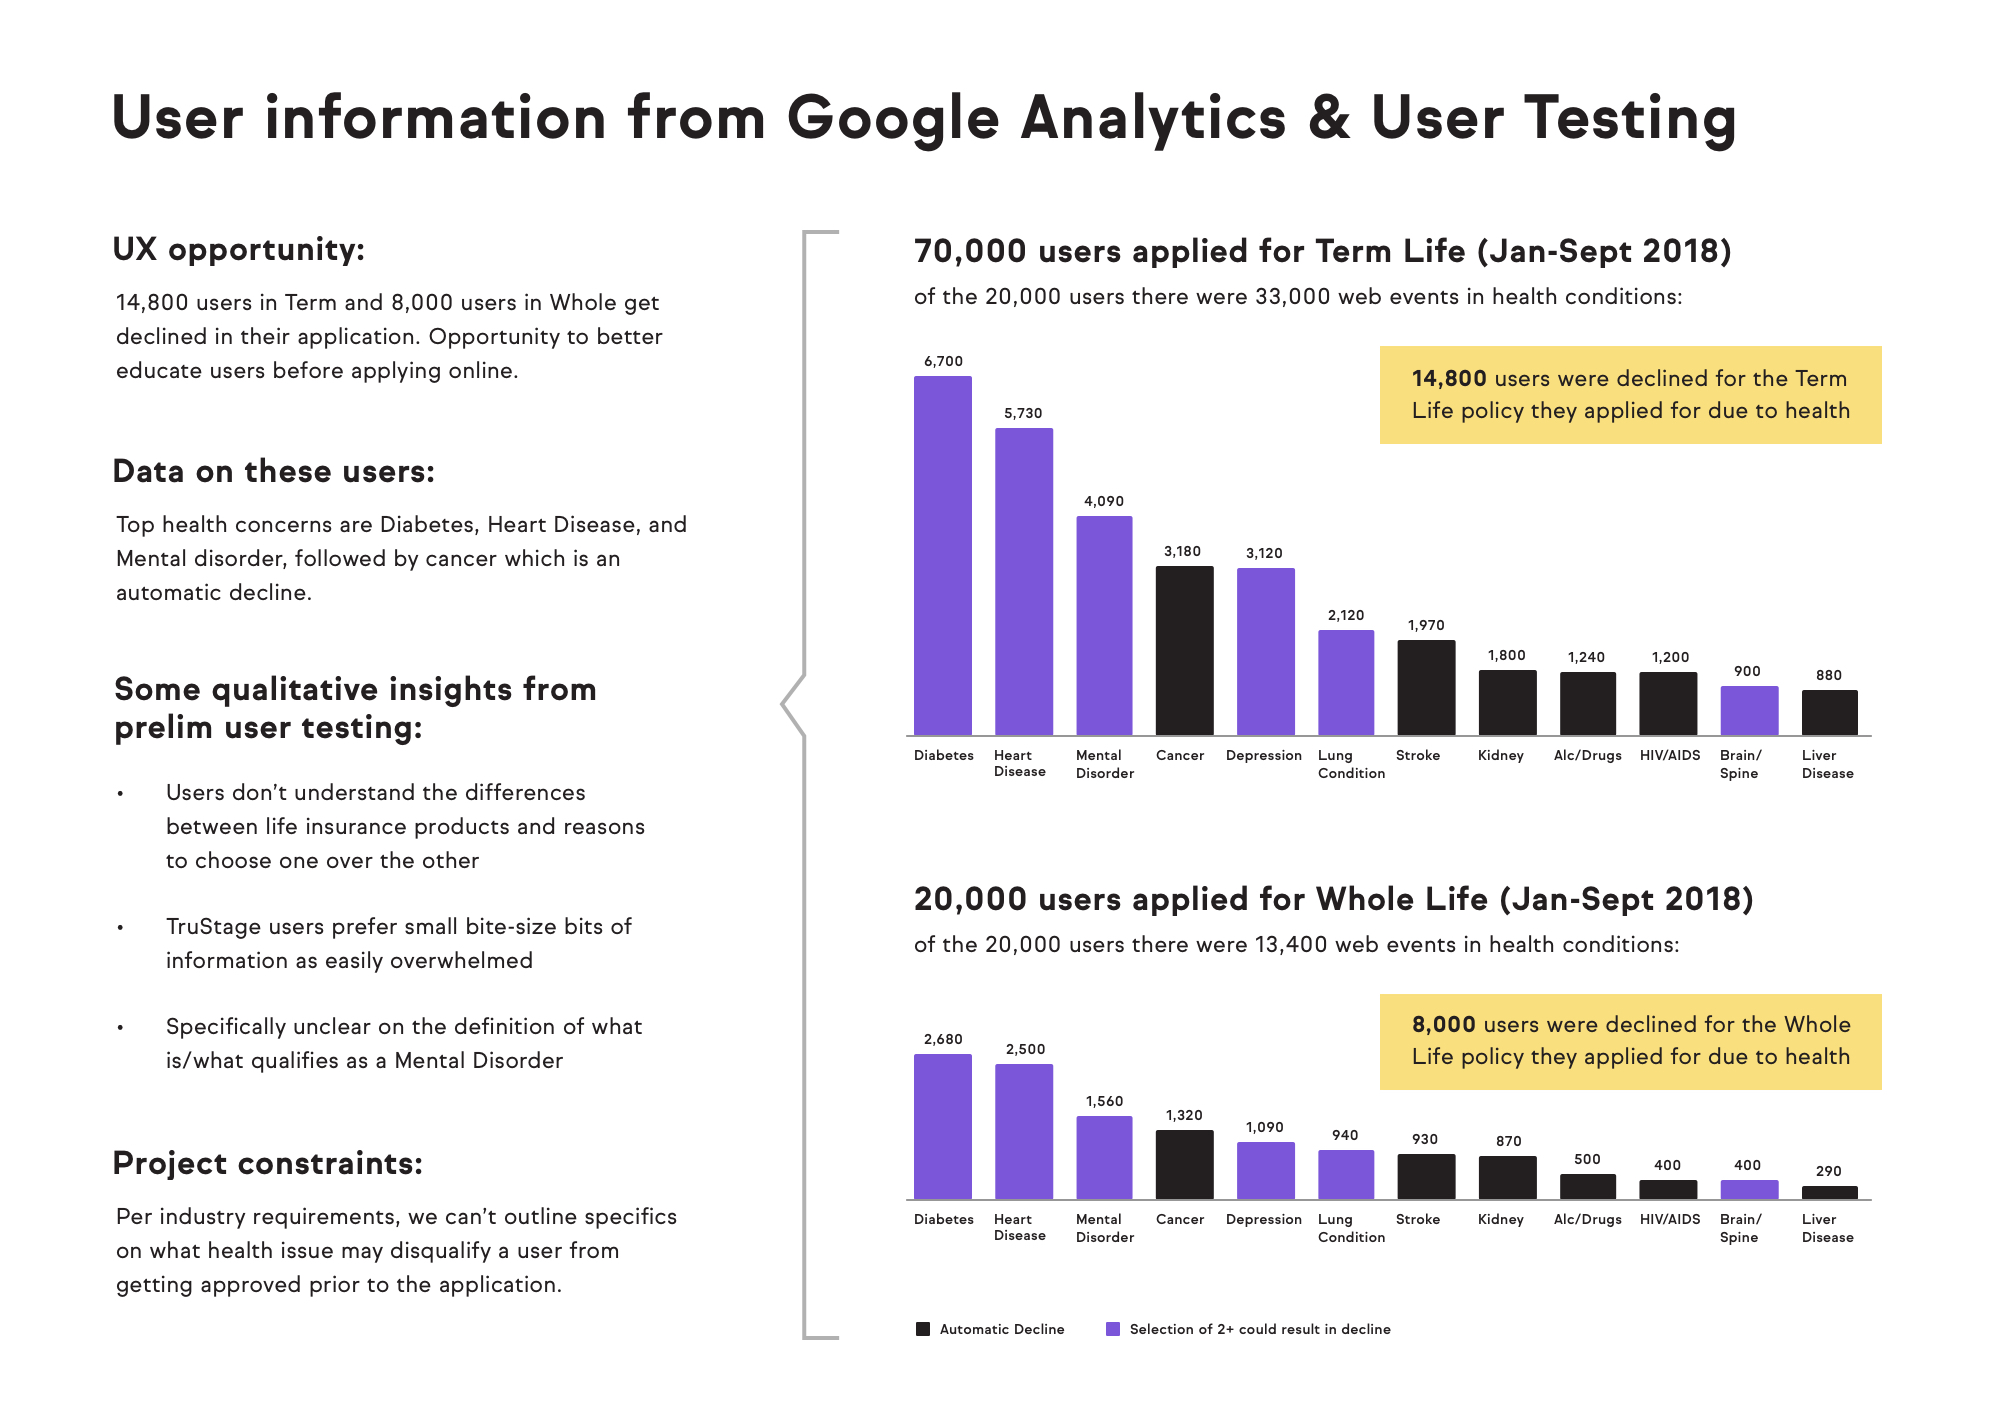 User information from Google Analytics & User Testing
UX opportunity:
14,800 users in Term and 8,000 users in Whole get
declined in their application. Opportunity to better
educate users before applying online.
Data on these users:
Top health concerns are Diabetes, Heart Disease, and
Mental disorder, followed by cancer which is an
automatic decline.
Some qualitative insights from
prelim user testing:
• Users don’t understand the differences
between life insurance products and reasons
to choose one over the other
• TruStage users prefer small bite-size bits of
information as easily overwhelmed
• Specifically unclear on the definition of what
is/what qualifies as a Mental Disorder
Project constraints:
Per industry requirements, we can’t outline specifics
on what health issue may disqualify a user from
getting approved prior to the application.
70,000 users applied for Term Life (Jan-Sept 2018)
of the 20,000 users there were 33,000 web events in health conditions:
14,800 users were declined for the Term
Life policy they applied for due to health
6,700
5,730
4,090
3,180
3,120
2,120
1,970
1,800
1,240
1,200
900
880
Diabetes
Heart
Disease
Mental
Disorder
Cancer
Depression
Lung
Condition
Stroke
Kidney
Alc/Drugs
HIV/AIDS
Brain/
Spine
Liver
Disease
20,000 users applied for Whole Life (Jan-Sept 2018)
of the 20,000 users there were 13,400 web events in health conditions:
8,000 users were declined for the Whole
Life policy they applied for due to health
2,680
2,500
1,560
1,320
1,090
940
930
870
500
400
400
290
Diabetes
Heart
Disease
Mental
Disorder
Cancer
Depression
Lung
Condition
Stroke
Kidney
Alc/Drugs
HIV/AIDS
Brain/
Spine
Liver
Disease
Automatic Decline
Selection of 2+ could result in decline